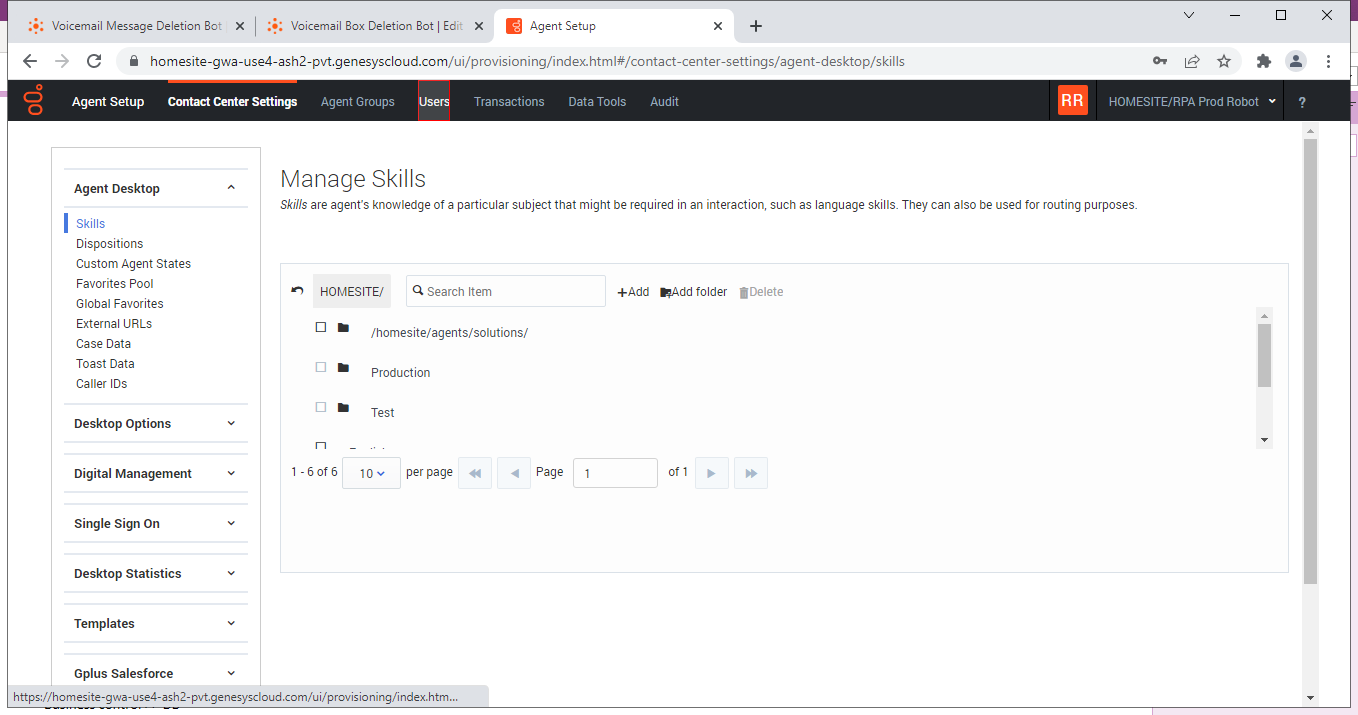 Voicemail Message Deletion Bot
Voicemail Box Deletion Bot | Edit
Agent Setup
homesite-gwa-use4-ash2-pvt.genesyscloud.com/ui/provisioning/index.html#/contact-center-settings/agent-desktop/skills
Agent Setup Contact Center Settings Agent Groups Users Transactions Data Tools Audit RR HOMESITE/RPA Prod Robot ?
Agent Desktop
Skills
Dispositions
Custom Agent States
Favorites Pool
Global Favorites
External URLs
Case Data
Toast Data
Caller IDs
Desktop Options
Digital Management
Single Sign On
Desktop Statistics
Templates
Gplus Salesforce
Manage Skills
Skills are agent's knowledge of a particular subject that might be required in an interaction, such as language skills. They can also be used for routing purposes.
HOMESITE/ Search Item +Add Add folder Delete
/homesite/agents/solutions/
Production
Test
1 - 6 of 6 10 per page Page 1 of 1
https://homesite-gwa-use4-ash2-pvt.genesyscloud.com/ui/provisioning/index.htm...